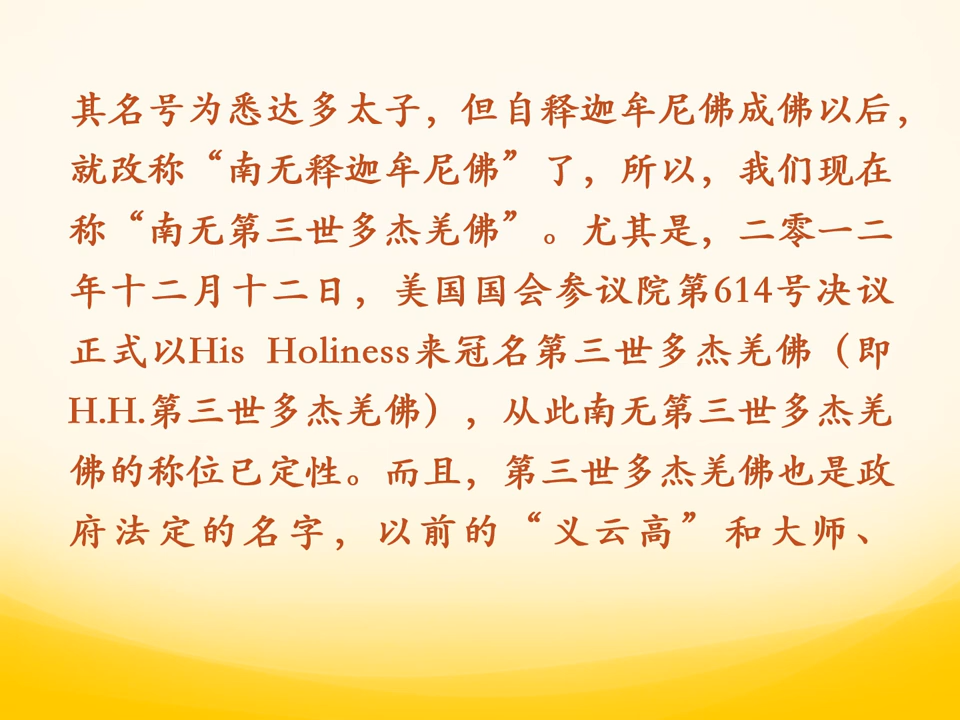 其名号为悉达多太子，但自释迦牟尼佛成佛以后，
就改称“南无释迦牟尼佛”了，所以，我们现在
称“南无第三世多杰羌佛”。尤其是，二零一二
年十二月十二日，美国国会参议院第614号决议
正式以His Holiness来冠名第三世多杰羌佛（即
H.H.第三世多杰羌佛），从此南无第三世多杰羌
佛的称位已定性。而且，第三世多杰羌佛也是政
府法定的名字，以前的“义云高”和大师、